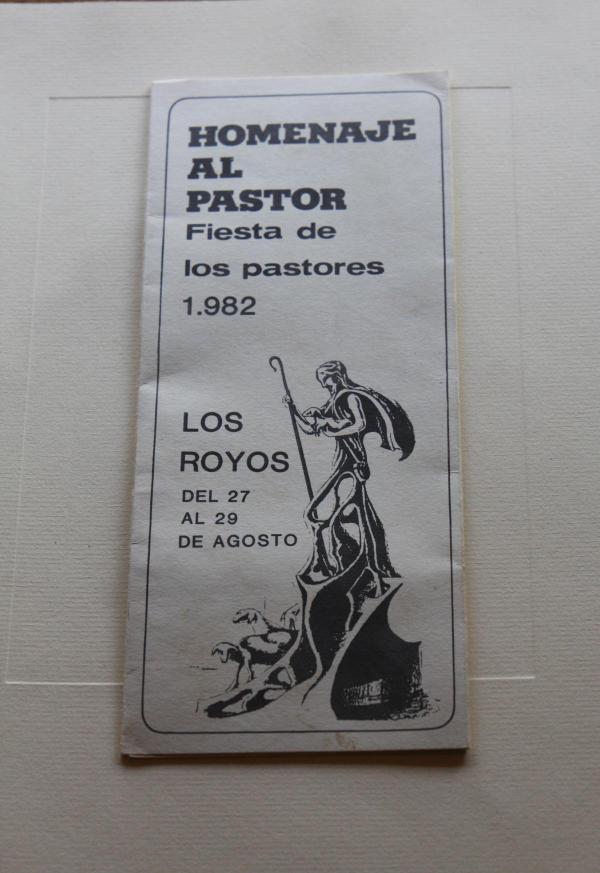 HOMENAJE
AL
PASTOR
Fiesta de
los pastores
1.982
LOS
ROYOS
DEL 27
AL 29
DE AGOSTO